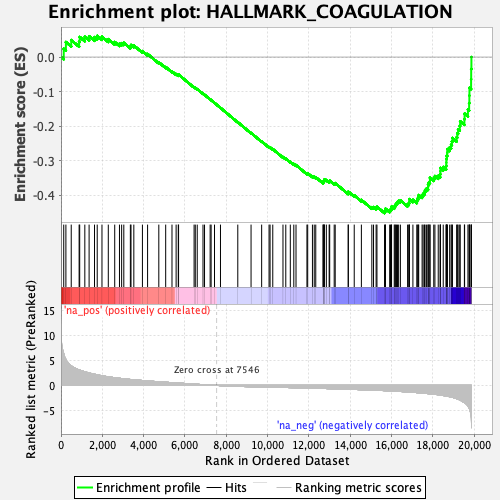 Enrichment plot: HALLMARK_COAGULATION
Enrichment score (ES)
0.1
0.0
-0.1
-0.2
-0.3
-0.4
'na_pos' (positively correlated)
Ranked list metric (PreRanked)
15
10
5
0
-5
Zero cross at 7546
'na_neg' (negatively correlated)
0
2,000
4,000
6,000
8,000
10,000
12,000
14,000
16,000
18,000
20,000
Rank in Ordered Dataset
Enrichment profile
Hits
Ranking metric scores